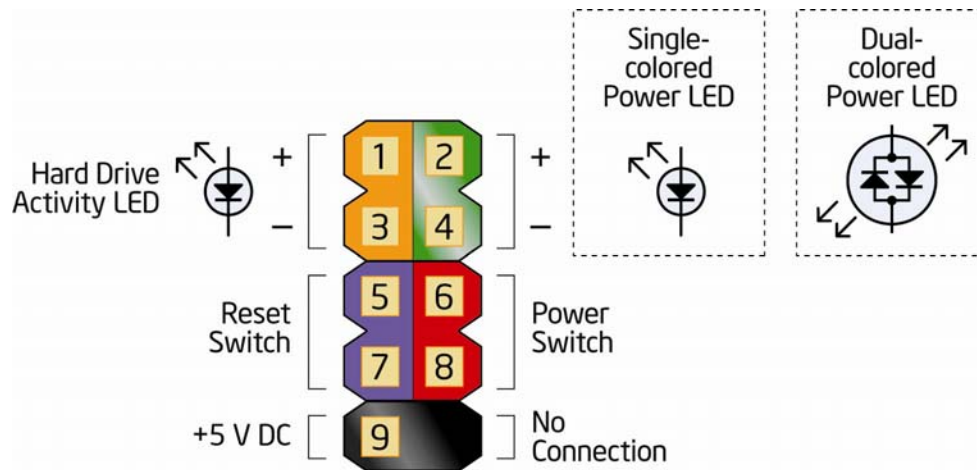 Single-
colored
Power LED
Dual-
colored
Power LED
Hard Drive
Activity LED
+
−
1
2
3
4
+
−
Reset
Switch
5
6
7
8
Power
Switch
+5 V DC
9
No
Connection